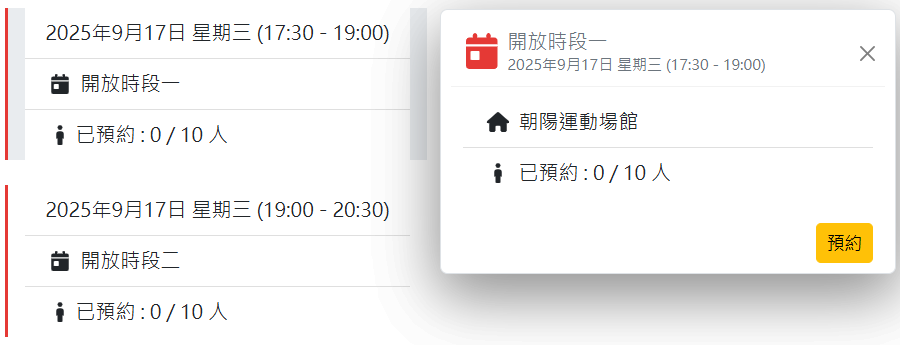 2025年9月17日 星期三 (17:30 - 19:00)
開放時段一
已預約 : 0 / 10 人
2025年9月17日 星期三 (19:00 - 20:30)
開放時段二
已預約 : 0 / 10 人
開放時段一
2025年9月17日 星期三 (17:30 - 19:00)
朝陽運動場館
已預約 : 0 / 10 人
預約